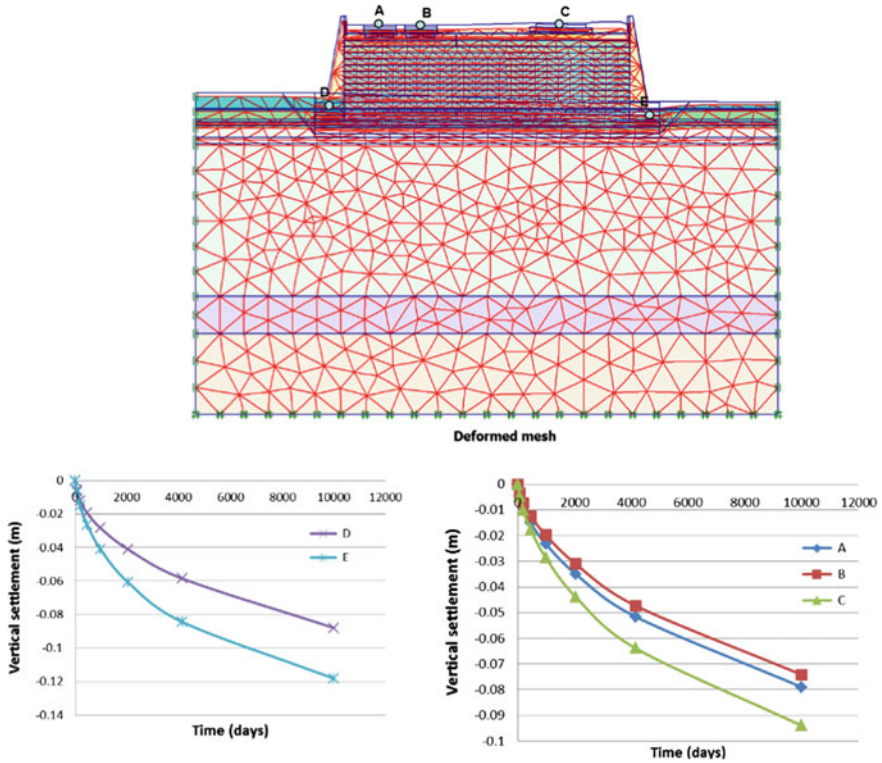 A
B
C
D
E
Deformed mesh
0
0 2000 4000 6000 8000 10000 12000
-0.02
-0.04
-0.06
-0.08
-0.1
-0.12
-0.14
Vertical settlement (m)
D
E
Time (days)
0
0 2000 4000 6000 8000 10000 12000
-0.01
-0.02
-0.03
-0.04
-0.05
-0.06
-0.07
-0.08
-0.09
-0.1
Vertical settlement (m)
A
B
C
Time (days)